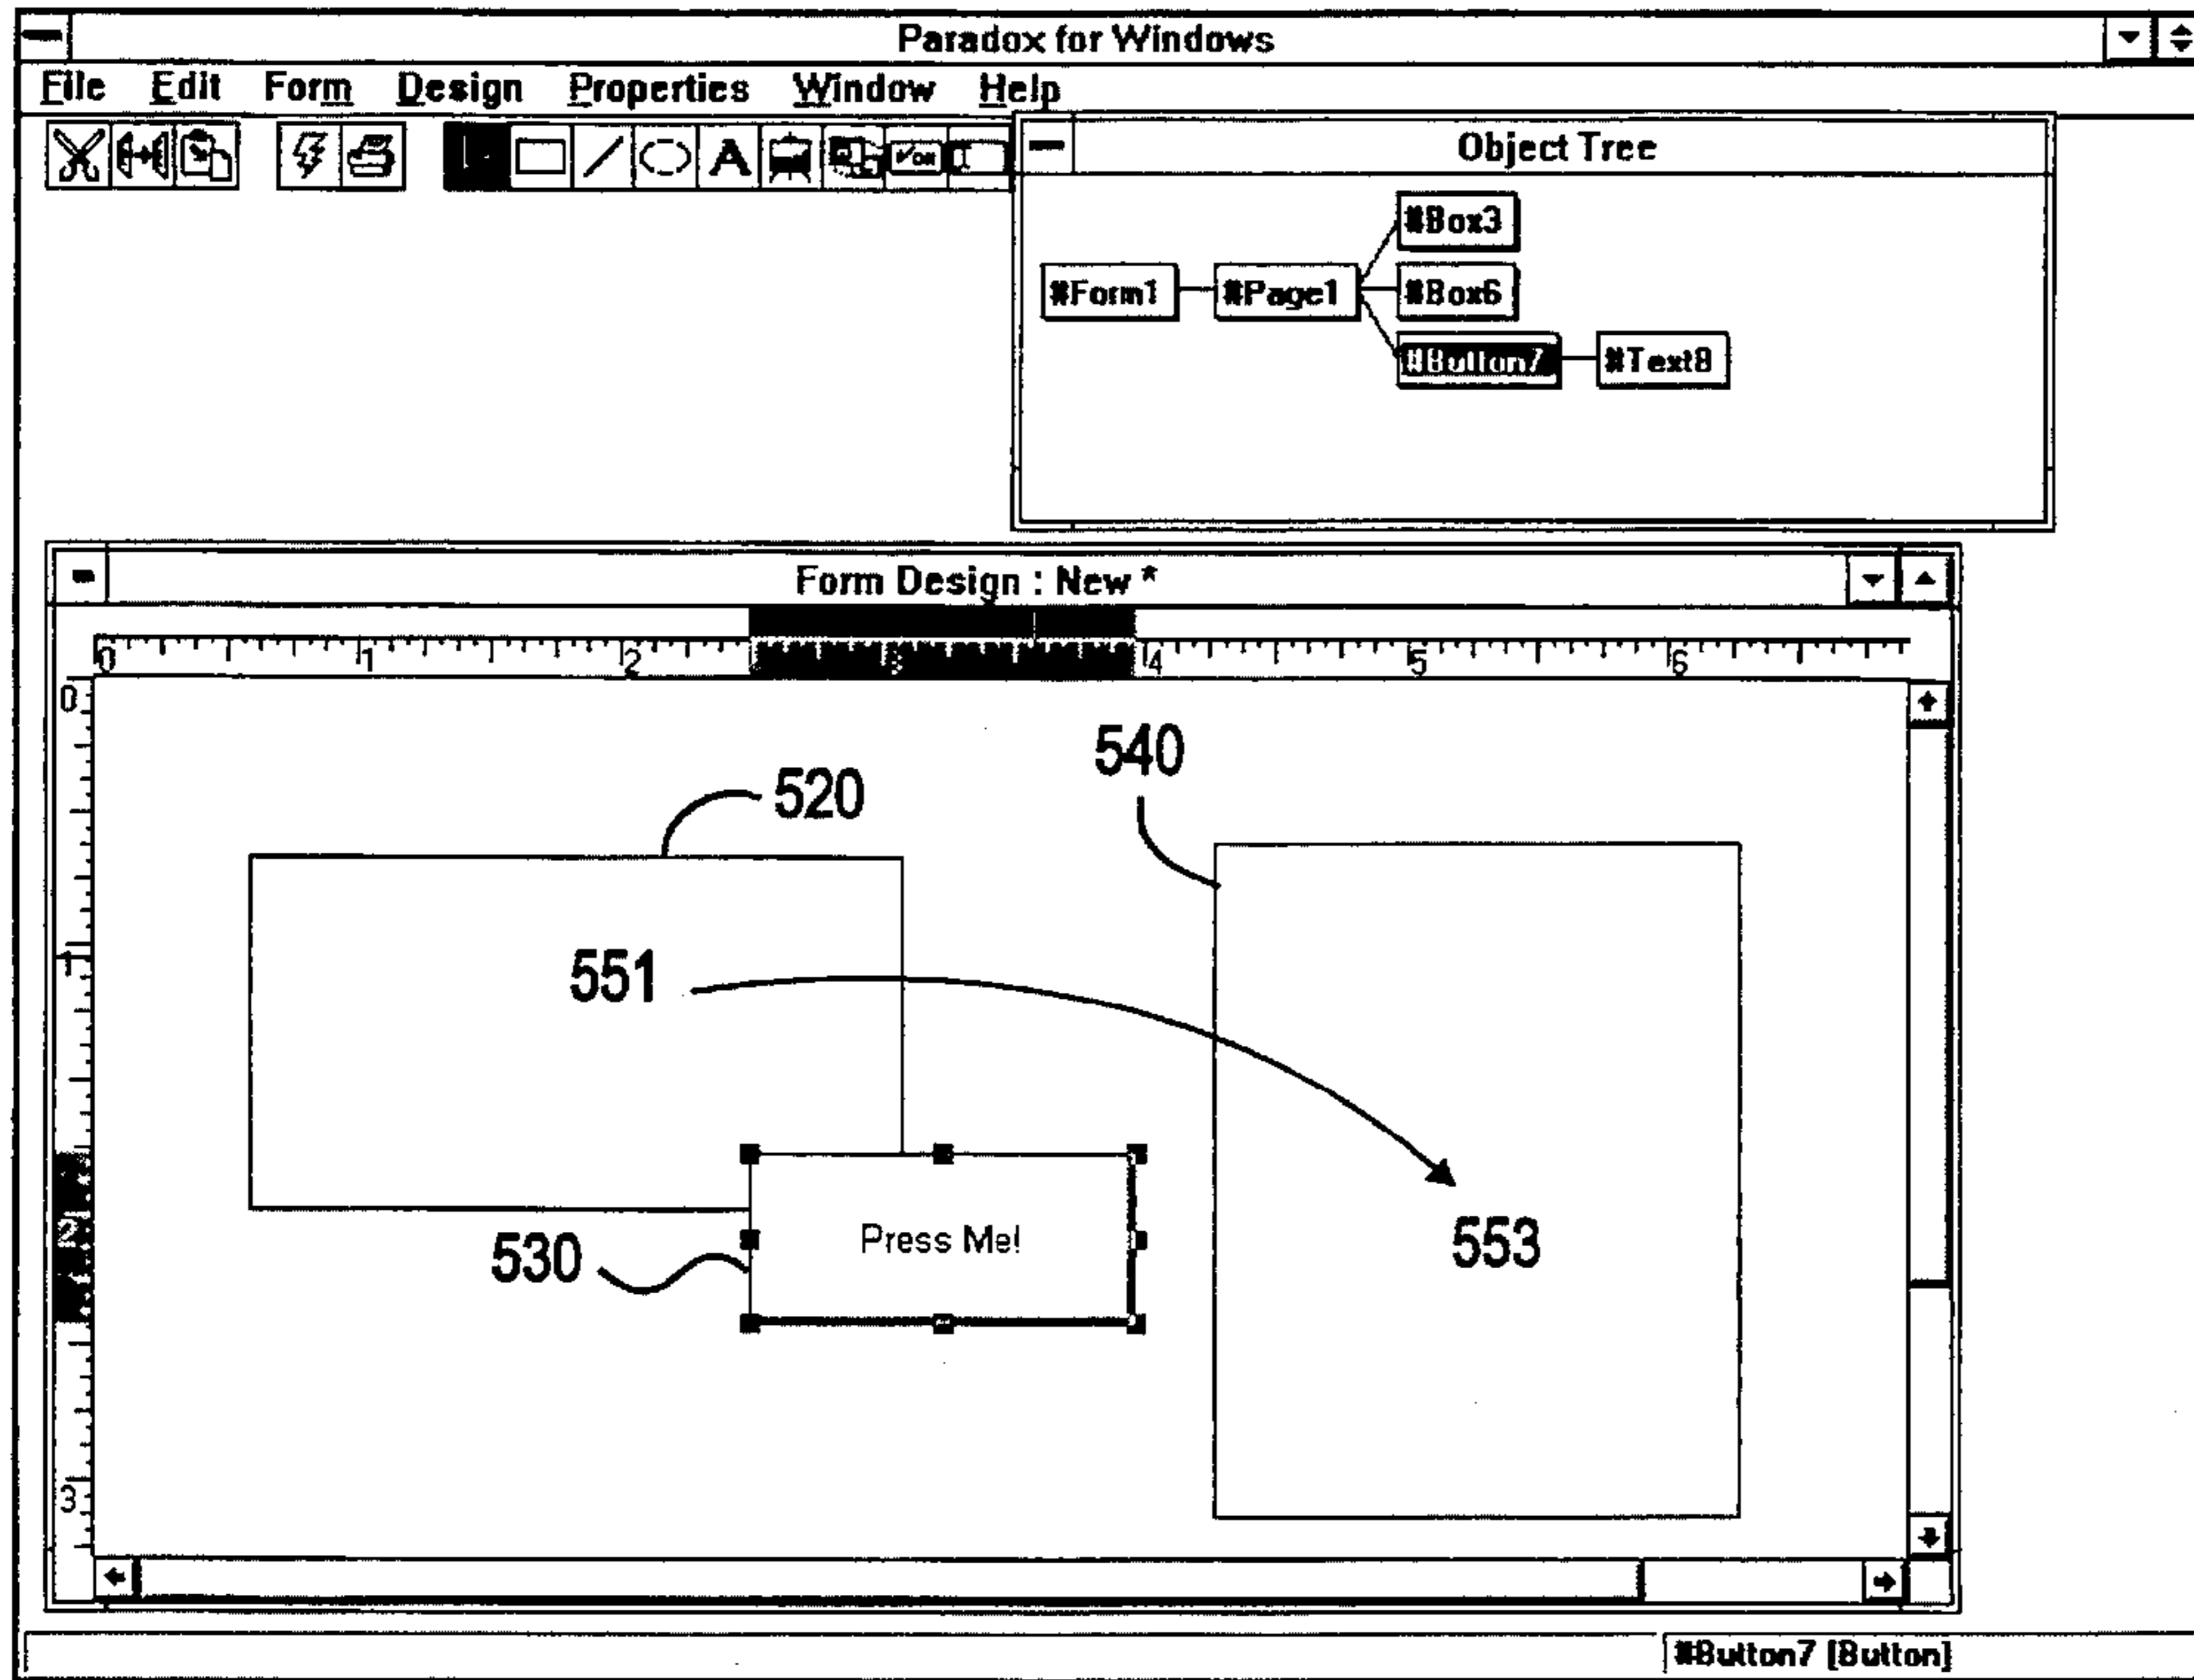 Paradox for Windows
File Edit Form Design Properties Window Help
A ✓ON
Object Tree
#Box3
#Form1 #Page1 #Box6
#Button7 #Text8
Form Design : New *
0 1 2 3 4 5 6
0
540
520
1
551
2
Press Me!
530
553
3
#Button7 [Button]